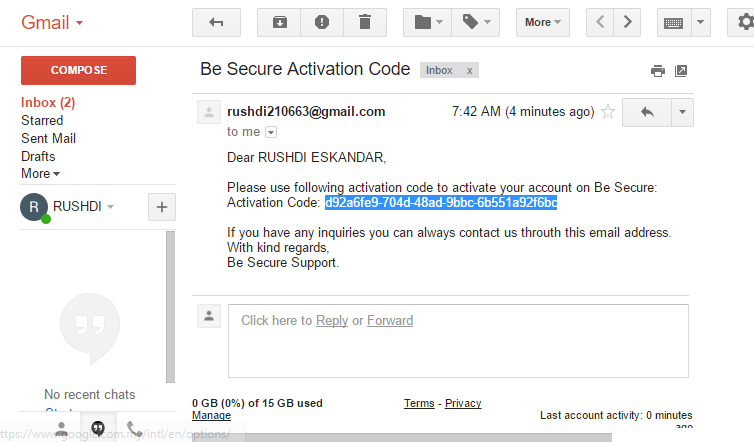 Gmail
More
COMPOSE
Be Secure Activation Code
Inbox x
Inbox (2)
Starred
Sent Mail
Drafts
More
rushdi210663@gmail.com
7:42 AM (4 minutes ago)
to me
Dear RUSHDI ESKANDAR,
Please use following activation code to activate your account on Be Secure:
Activation Code: d92a6fe9-704d-48ad-9bbc-6b551a92f6bc
If you have any inquiries you can always contact us throuth this email address.
With kind regards,
Be Secure Support.
R RUSHDI
No recent chats
Click here to Reply or Forward
0 GB (0%) of 15 GB used
Manage
Terms - Privacy
Last account activity: 0 minutes
ago
ttps://www.google.com.my/intl/en/options/